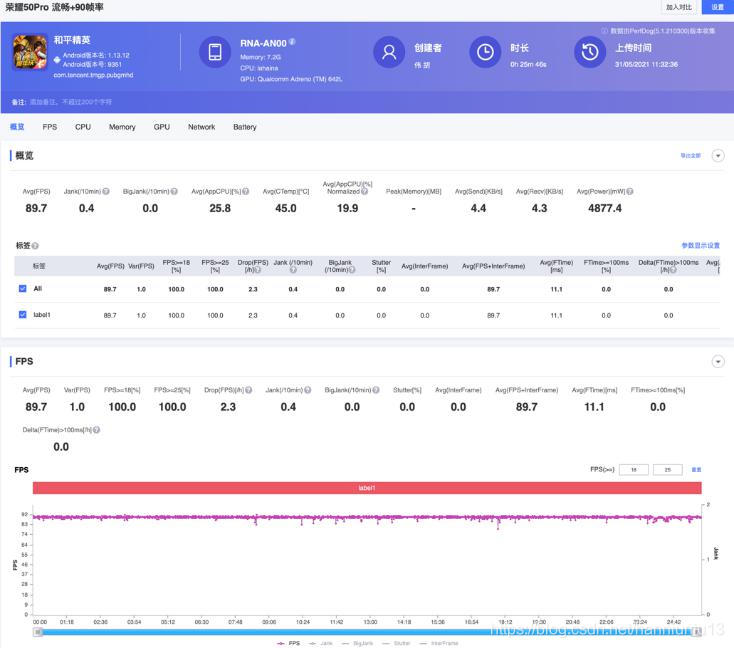 荣耀50Pro 流畅+90帧率
加入对比 设置
数据由PerfDog(5.1.210300)版本收集
和平精英
Android版本名: 1.13.12
Android版本号: 9351
com.tencent.tmgp.pubgmhd
RNA-AN00
Memory: 7.2G
CPU: lahaina
GPU: Qualcomm Adreno (TM) 642L
创建者
伟 胡
时长
0h 25m 46s
上传时间
31/05/2021 11:32:36
备注: 添加备注，不超过200个字符
概览 FPS CPU Memory GPU Network Battery
概览
导出全部
Avg(FPS) Jank(/10min) BigJank(/10min) Avg(AppCPU)[%] Avg(CTemp)[°C] Avg(AppCPU)[%] Normalized Peak(Memory)[MB] Avg(Send)[KB/s] Avg(Recv)[KB/s] Avg(Power)[mW]
89.7 0.4 0.0 25.8 45.0 19.9 - 4.4 4.3 4877.4
标签
参数显示设置
标签 Avg(FPS) Var(FPS) FPS>=18 [%] FPS>=25 [%] Drop(FPS) [/h] Jank (/10min) BigJank (/10min) Stutter [%] Avg(InterFrame) Avg(FPS+InterFrame) Avg(FTime) [ms] FTime>=100ms [%] Delta(FTime)>100ms [/h] Avg(
All 89.7 1.0 100.0 100.0 2.3 0.4 0.0 0.0 0.0 89.7 11.1 0.0 0.0
label1 89.7 1.0 100.0 100.0 2.3 0.4 0.0 0.0 0.0 89.7 11.1 0.0 0.0
FPS
Avg(FPS) Var(FPS) FPS>=18[%] FPS>=25[%] Drop(FPS)[/h] Jank(/10min) BigJank(/10min) Stutter[%] Avg(InterFrame) Avg(FPS+InterFrame) Avg(FTime)[ms] FTime>=100ms[%]
89.7 1.0 100.0 100.0 2.3 0.4 0.0 0.0 0.0 89.7 11.1 0.0
Delta(FTime)>100ms[/h]
0.0
FPS
FPS(>=) 18 25 重置
label1
92
83
74
64
55
46
37
28
18
9
0
FPS
2
1
0
Jank
00:00 01:18 02:36 03:54 05:12 06:30 07:48 09:06 10:24 11:42 13:00 14:18 15:36 16:54 18:12 19:30 20:48 22:06 23:24 24:42
FPS Jank BigJank Stutter InterFrame